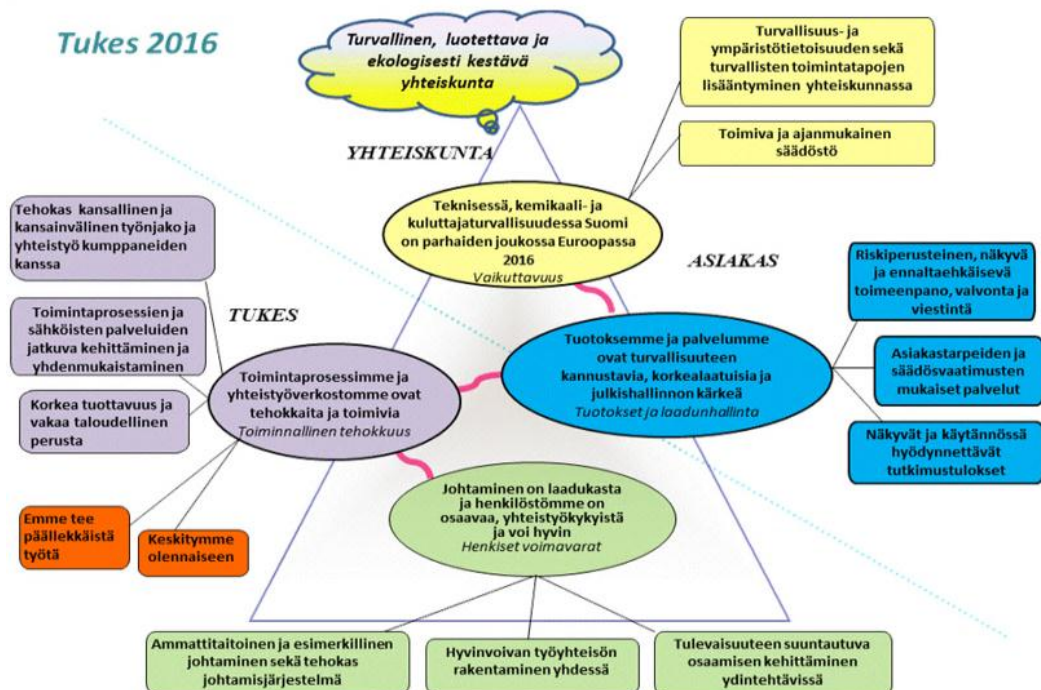 Tukes 2016
Turvallinen, luotettava ja
ekologisesti kestävä
yhteiskunta
Turvallisuus- ja
ympäristötietoisuuden sekä
turvallisten toimintatapojen
lisääntyminen yhteiskunnassa
Toimiva ja ajanmukainen
säädöstö
YHTEISKUNTA
Teknisessä, kemikaali- ja
kuluttajaturvallisuudessa Suomi
on parhaiden joukossa Euroopassa
2016
Vaikuttavuus
ASIAKAS
Tehokas kansallinen ja
kansainvälinen työnjako ja
yhteistyö kumppaneiden
kanssa
Toimintaprosessien ja
sähköisten palveluiden
jatkuva kehittäminen ja
yhdenmukaistaminen
Korkea tuottavuus ja
vakaa taloudellinen
perusta
TUKES
Toimintaprosessimme ja
yhteistyöverkostomme ovat
tehokkaita ja toimivia
Toiminnallinen tehokkuus
Tuotoksemme ja palvelumme
ovat turvallisuuteen
kannustavia, korkealaatuisia ja
julkishallinnon kärkeä
Tuotokset ja laadunhallinta
Riskiperusteinen, näkyvä
ja ennaltaehkäisevä
toimeenpano, valvonta ja
viestintä
Asiakastarpeiden ja
säädösvaatimusten
mukaiset palvelut
Näkyvät ja käytännössä
hyödynnettävät
tutkimustulokset
Emme tee
päällekkäistä
työtä
Keskitymme
olennaiseen
Johtaminen on laadukasta
ja henkilöstömme on
osaavaa, yhteistyökykyistä
ja voi hyvin
Henkiset voimavarat
Ammattitaitoinen ja esimerkillinen
johtaminen sekä tehokas
johtamisjärjestelmä
Hyvinvoivan työyhteisön
rakentaminen yhdessä
Tulevaisuuteen suuntautuva
osaamisen kehittäminen
ydintehtävissä